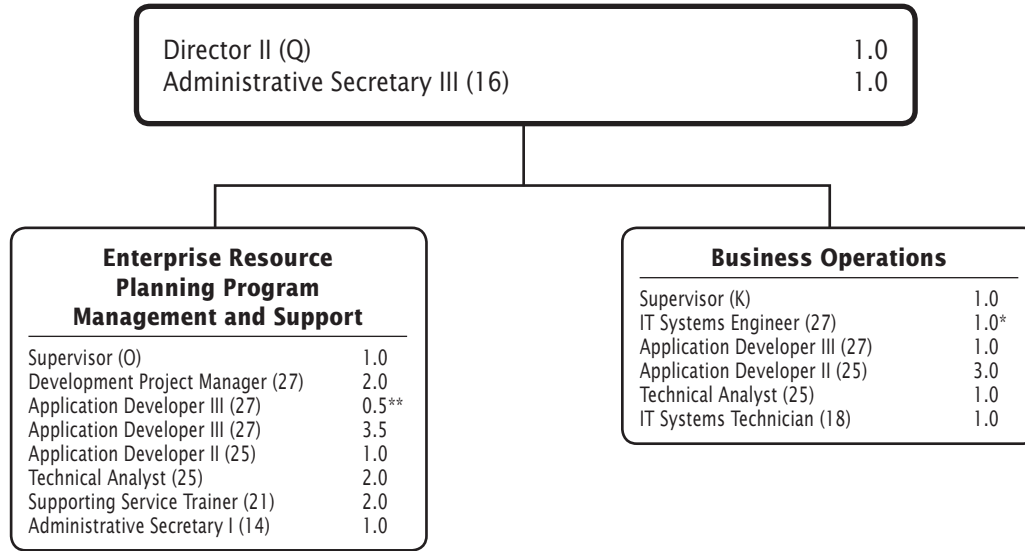 Director II (Q) 1.0
Administrative Secretary III (16) 1.0
Enterprise Resource
Planning Program
Management and Support
Supervisor (O) 1.0
Development Project Manager (27) 2.0
Application Developer III (27) 0.5**
Application Developer III (27) 3.5
Application Developer II (25) 1.0
Technical Analyst (25) 2.0
Supporting Service Trainer (21) 2.0
Administrative Secretary I (14) 1.0
Business Operations
Supervisor (K) 1.0
IT Systems Engineer (27) 1.0*
Application Developer III (27) 1.0
Application Developer II (25) 3.0
Technical Analyst (25) 1.0
IT Systems Technician (18) 1.0